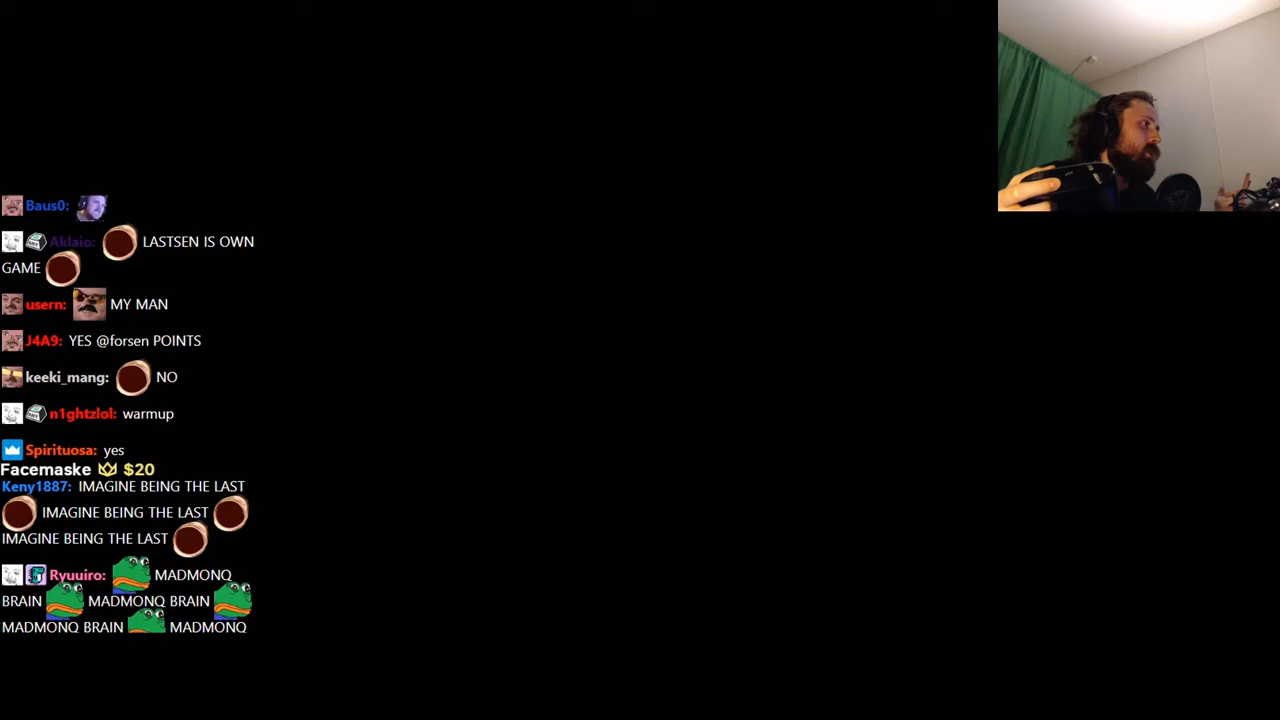 Baus0:
Aklaio: LASTSEN IS OWN
GAME
usern: MY MAN
J4A9: YES @forsen POINTS
keeki_mang: NO
n1ghtzlol: warmup
Spirituosa: yes
Facemaske $20
Keny1887: IMAGINE BEING THE LAST
IMAGINE BEING THE LAST
IMAGINE BEING THE LAST
Ryuuiro: MADMONQ
BRAIN MADMONQ BRAIN
MADMONQ BRAIN MADMONQ